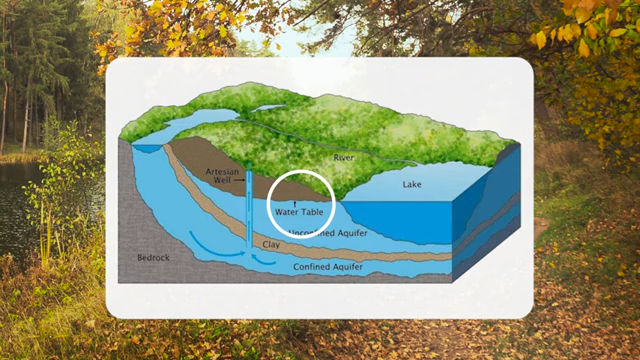 River
Artesian
Well
Lake
Water Table
Unconfined Aquifer
Clay
Bedrock
Confined Aquifer